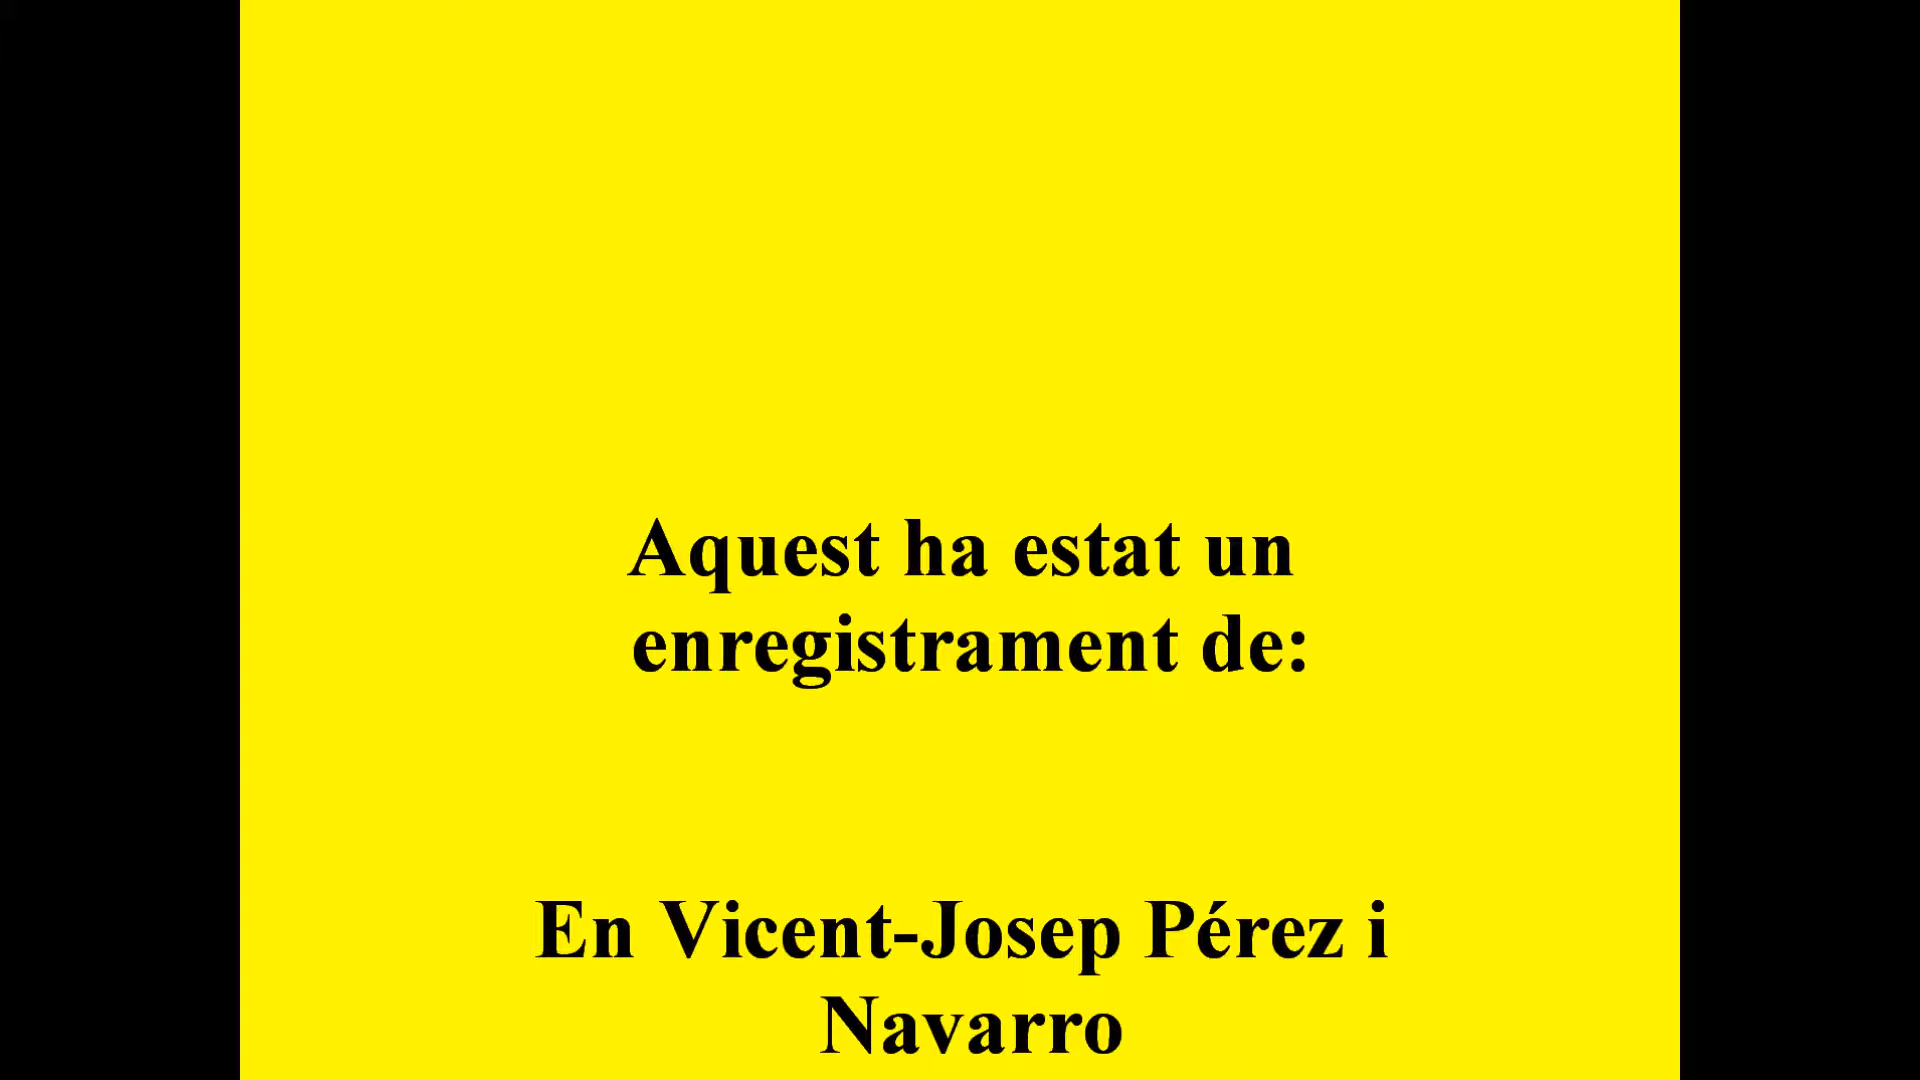 Aquest ha estat un
enregistrament de:
En Vicent-Josep Pérez i
Navarro